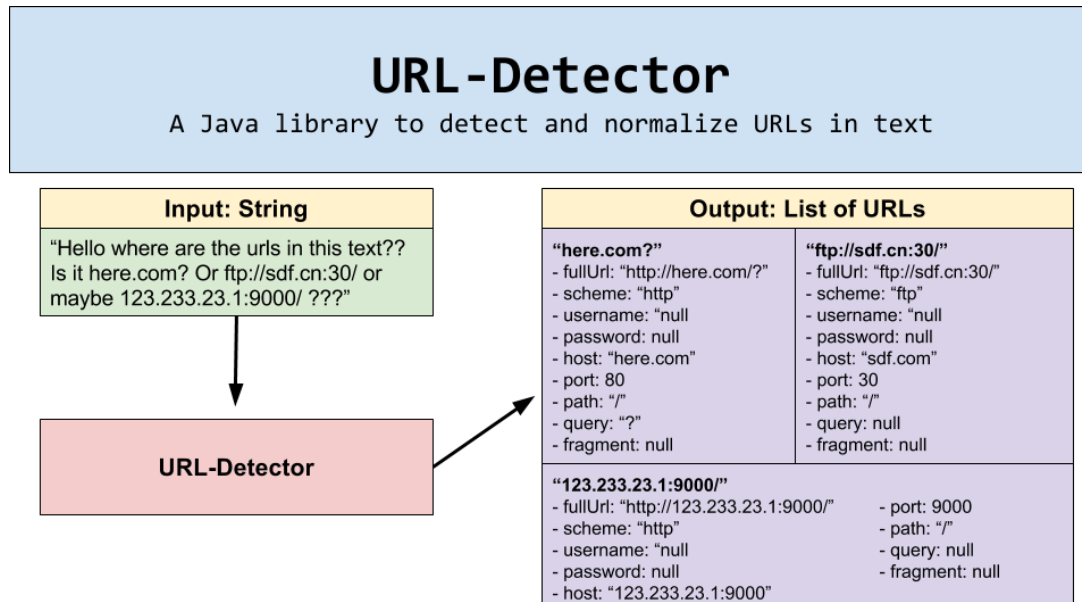 URL-Detector
A Java library to detect and normalize URLs in text
Input: String
“Hello where are the urls in this text??
Is it here.com? Or ftp://sdf.cn:30/ or
maybe 123.233.23.1:9000/ ???”
URL-Detector
Output: List of URLs
“here.com?”
- fullUrl: “http://here.com/?”
- scheme: “http”
- username: “null
- password: null
- host: “here.com”
- port: 80
- path: “/”
- query: “?”
- fragment: null
“ftp://sdf.cn:30/”
- fullUrl: “ftp://sdf.cn:30/”
- scheme: “ftp”
- username: “null
- password: null
- host: “sdf.com”
- port: 30
- path: “/”
- query: null
- fragment: null
“123.233.23.1:9000/”
- fullUrl: “http://123.233.23.1:9000/”
- scheme: “http”
- username: “null
- password: null
- host: “123.233.23.1:9000”
- port: 9000
- path: “/”
- query: null
- fragment: null